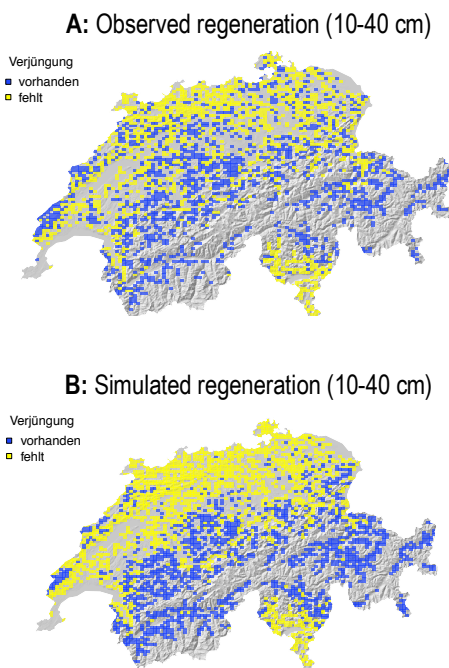 A: Observed regeneration (10-40 cm)
Verjüngung
vorhanden
fehlt
B: Simulated regeneration (10-40 cm)
Verjüngung
vorhanden
fehlt